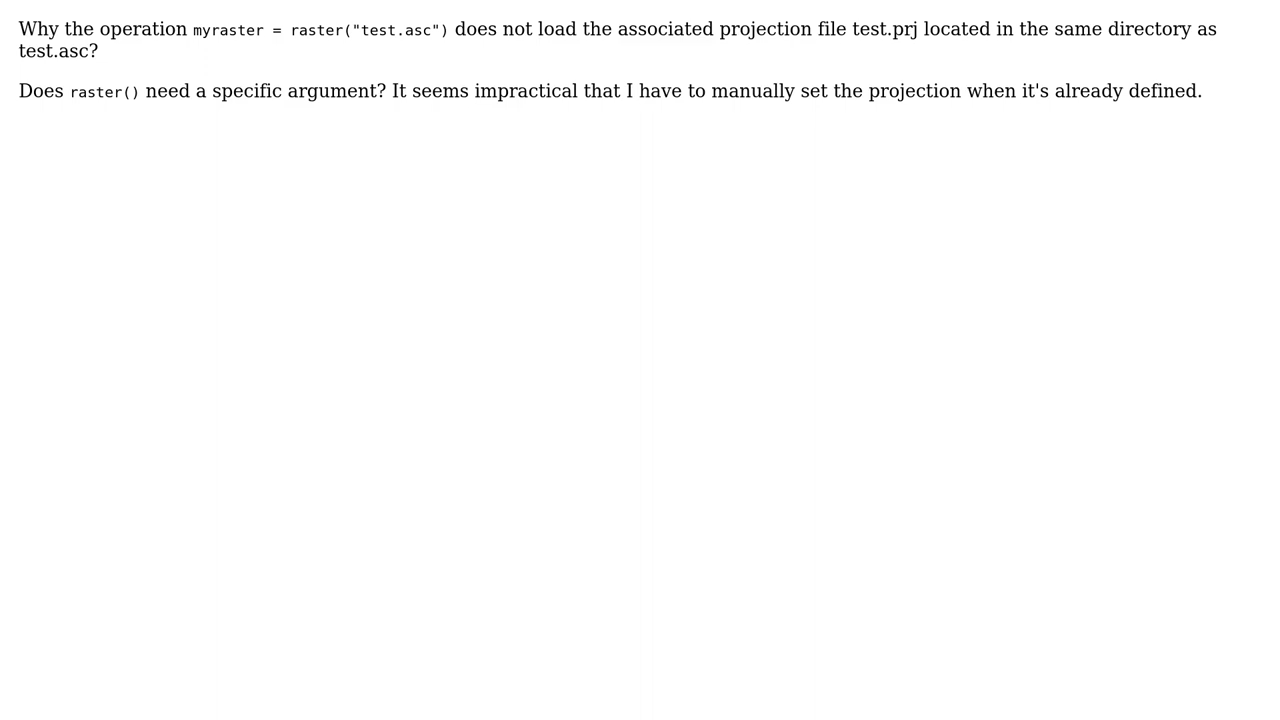 Why the operation myraster = raster("test.asc") does not load the associated projection file test.prj located in the same directory as
test.asc?
Does raster() need a specific argument? It seems impractical that I have to manually set the projection when it's already defined.